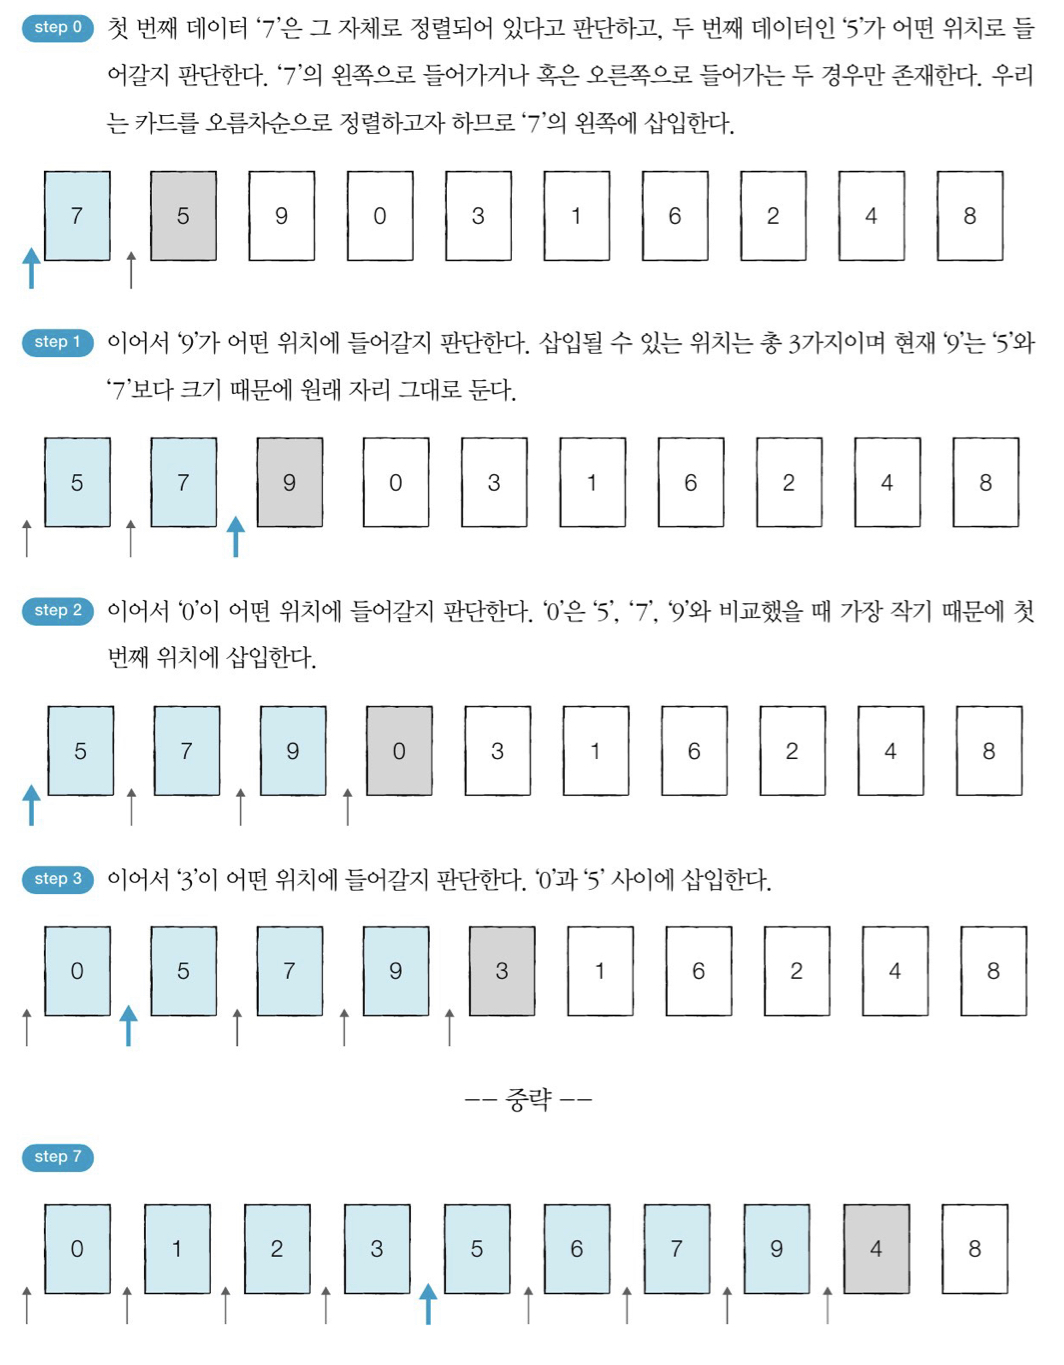 step 0 첫 번째 데이터 ‘7’은 그 자체로 정렬되어 있다고 판단하고, 두 번째 데이터인 ‘5’가 어떤 위치로 들
어갈지 판단한다. ‘7’의 왼쪽으로 들어가거나 혹은 오른쪽으로 들어가는 두 경우만 존재한다. 우리
는 카드를 오름차순으로 정렬하고자 하므로 ‘7’의 왼쪽에 삽입한다.
7 5 9 0 3 1 6 2 4 8
step 1 이어서 ‘9’가 어떤 위치에 들어갈지 판단한다. 삽입될 수 있는 위치는 총 3가지이며 현재 ‘9’는 ‘5’와
‘7’보다 크기 때문에 원래 자리 그대로 둔다.
5 7 9 0 3 1 6 2 4 8
step 2 이어서 ‘0’이 어떤 위치에 들어갈지 판단한다. ‘0’은 ‘5’, ‘7’, ‘9’와 비교했을 때 가장 작기 때문에 첫
번째 위치에 삽입한다.
5 7 9 0 3 1 6 2 4 8
step 3 이어서 ‘3’이 어떤 위치에 들어갈지 판단한다. ‘0’과 ‘5’ 사이에 삽입한다.
0 5 7 9 3 1 6 2 4 8
-- 중략 --
step 7
0 1 2 3 5 6 7 9 4 8